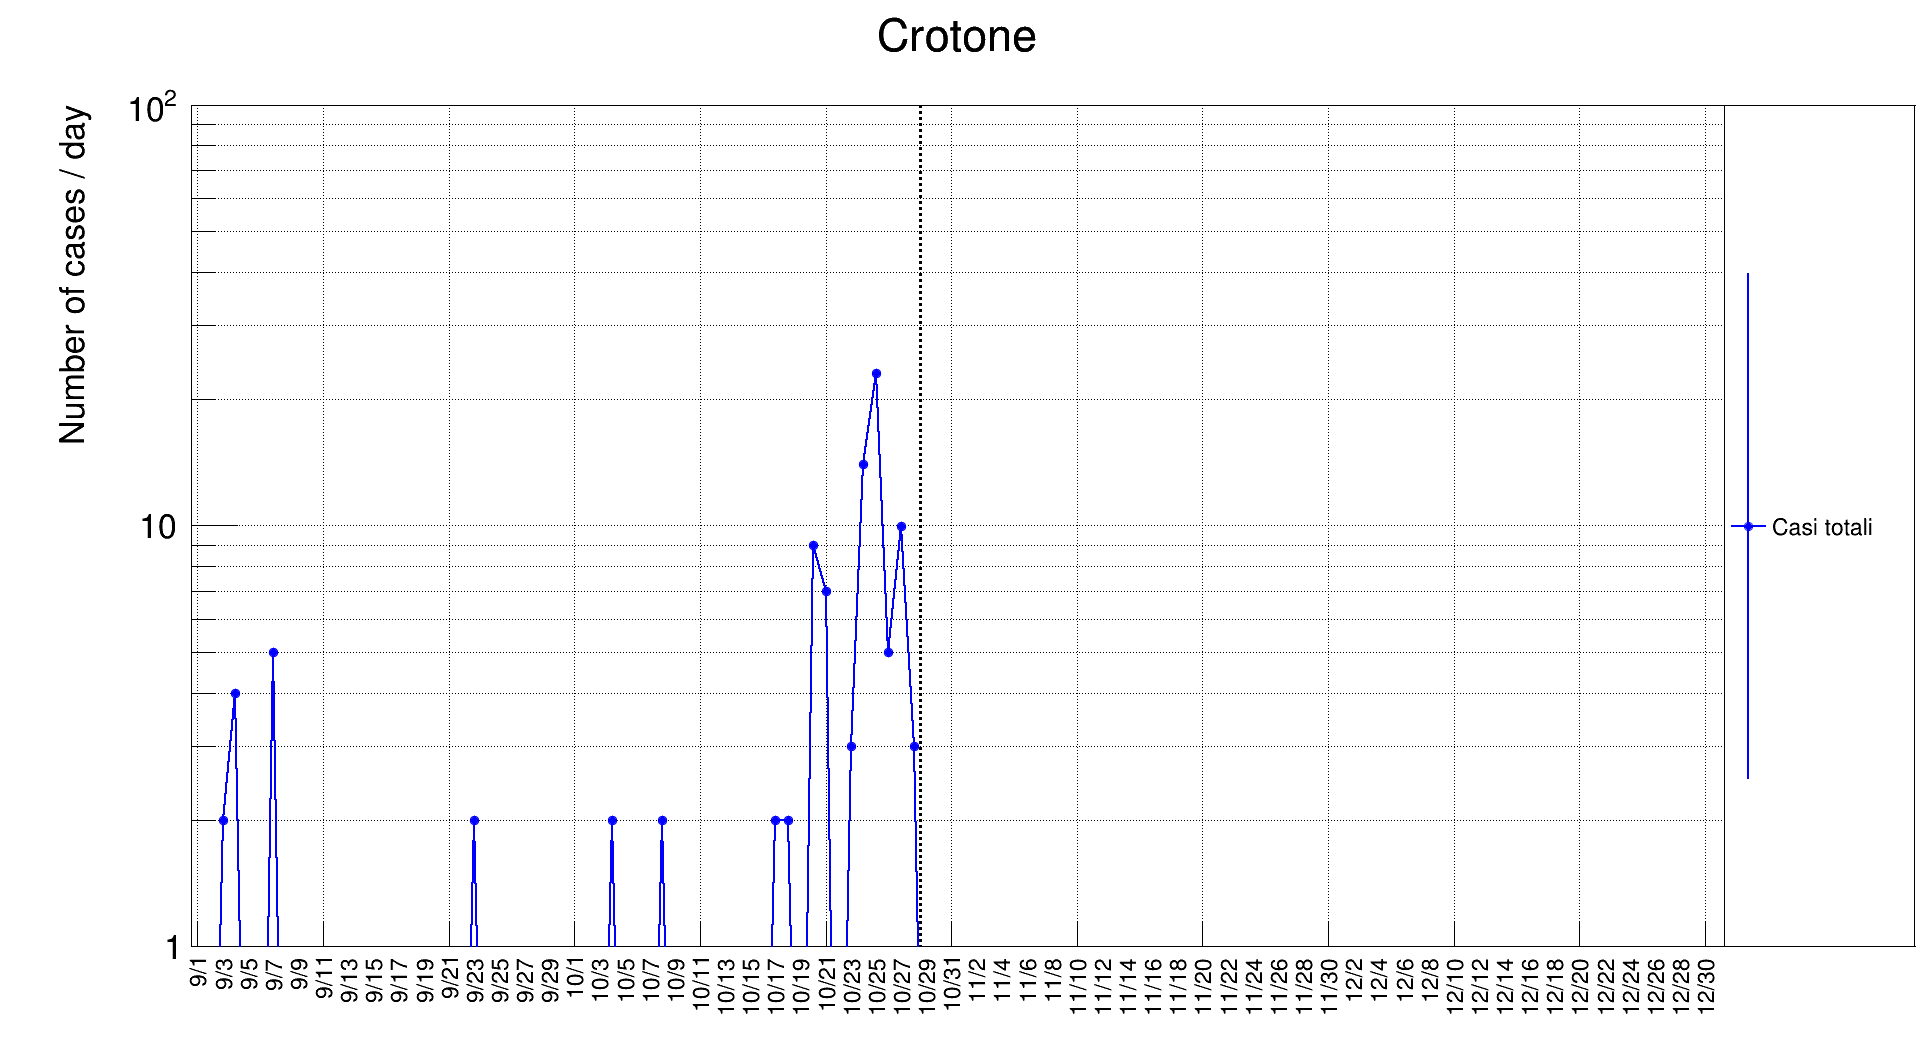 Crotone
Number of cases / day
10²
10
1
9/1 9/3 9/5 9/7 9/9 9/11 9/13 9/15 9/17 9/19 9/21 9/23 9/25 9/27 9/29 10/1 10/3 10/5 10/7 10/9 10/11 10/13 10/15 10/17 10/19 10/21 10/23 10/25 10/27 10/29 10/31 11/2 11/4 11/6 11/8 11/10 11/12 11/14 11/16 11/18 11/20 11/22 11/24 11/26 11/28 11/30 12/2 12/4 12/6 12/8 12/10 12/12 12/14 12/16 12/18 12/20 12/22 12/24 12/26 12/28 12/30
Casi totali